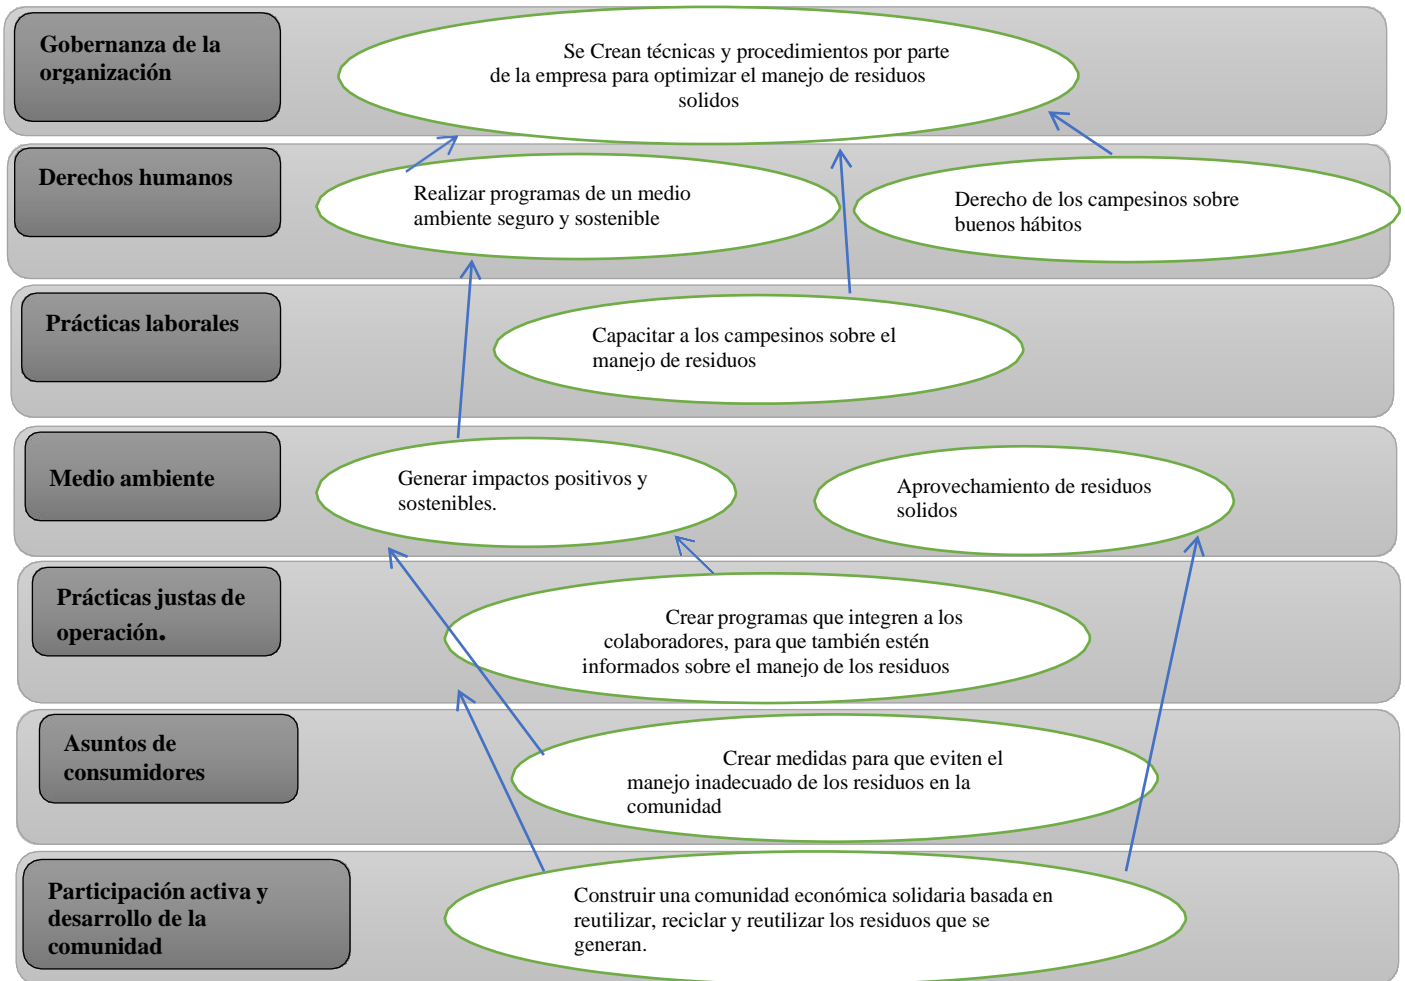 Gobernanza de la
organización
Se Crean técnicas y procedimientos por parte
de la empresa para optimizar el manejo de residuos
solidos
Derechos humanos
Realizar programas de un medio
ambiente seguro y sostenible
Derecho de los campesinos sobre
buenos hábitos
Prácticas laborales
Capacitar a los campesinos sobre el
manejo de residuos
Medio ambiente
Generar impactos positivos y
sostenibles.
Aprovechamiento de residuos
solidos
Prácticas justas de
operación.
Crear programas que integren a los
colaboradores, para que también estén
informados sobre el manejo de los residuos
Asuntos de
consumidores
Crear medidas para que eviten el
manejo inadecuado de los residuos en la
comunidad
Participación activa y
desarrollo de la
comunidad
Construir una comunidad económica solidaria basada en
reutilizar, reciclar y reutilizar los residuos que se
generan.